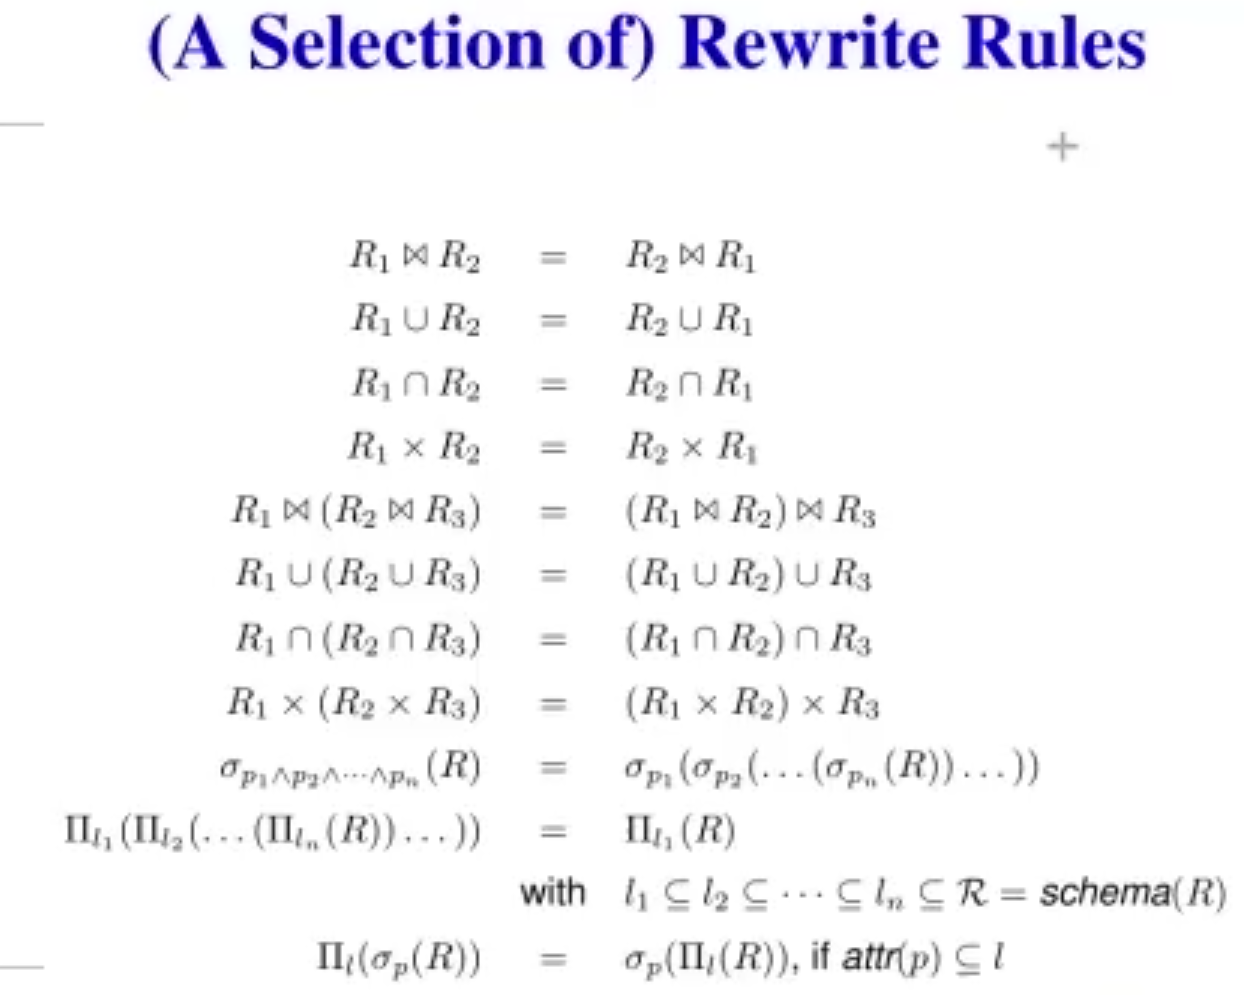 (A Selection of) Rewrite Rules
R₁ ⋈ R₂ = R₂ ⋈ R₁
R₁ ∪ R₂ = R₂ ∪ R₁
R₁ ∩ R₂ = R₂ ∩ R₁
R₁ × R₂ = R₂ × R₁
R₁ ⋈ (R₂ ⋈ R₃) = (R₁ ⋈ R₂) ⋈ R₃
R₁ ∪ (R₂ ∪ R₃) = (R₁ ∪ R₂) ∪ R₃
R₁ ∩ (R₂ ∩ R₃) = (R₁ ∩ R₂) ∩ R₃
R₁ × (R₂ × R₃) = (R₁ × R₂) × R₃
σ_{p₁∧p₂∧···∧pₙ}(R) = σ_{p₁}(σ_{p₂}(...(σ_{pₙ}(R))...))
Π_{l₁}(Π_{l₂}(...(Π_{lₙ}(R))...)) = Π_{l₁}(R)
with l₁ ⊆ l₂ ⊆ ··· ⊆ lₙ ⊆ ℛ = schema(R)
Π_l(σ_p(R)) = σ_p(Π_l(R)), if attr(p) ⊆ l